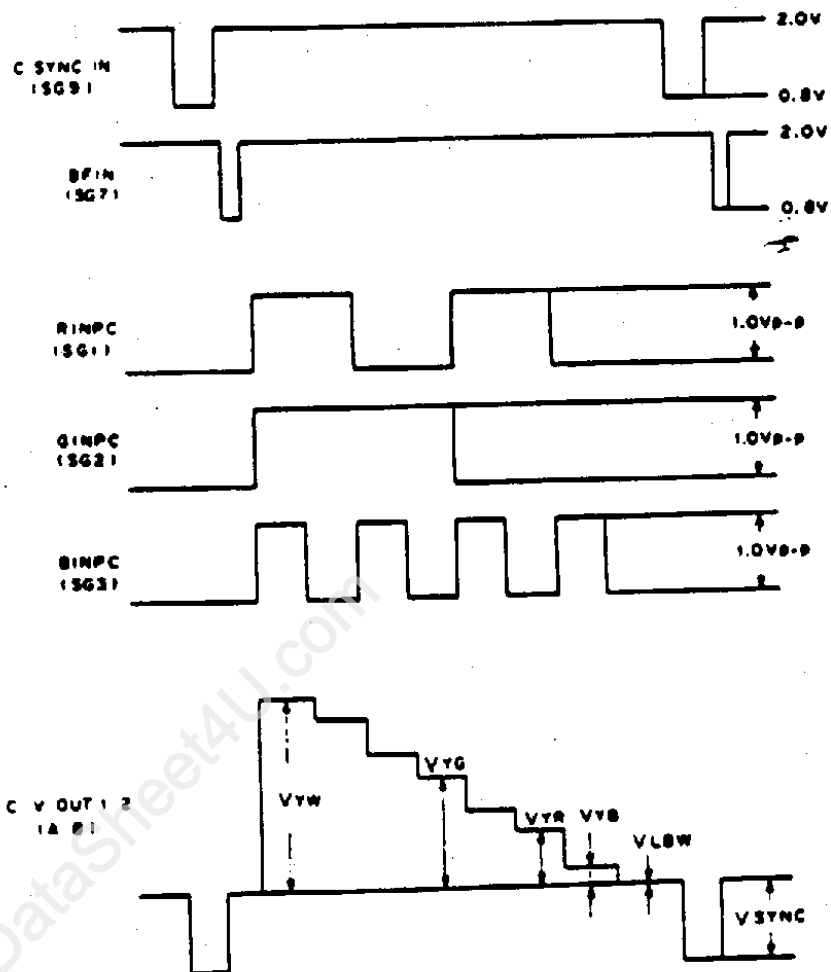 2.0V
C SYNC IN
(SG9)
0.8V
2.0V
BFIN
(SG7)
0.8V
RINPC
(SG1)
1.0Vp-p
GINPC
(SG2)
1.0Vp-p
BINPC
(SG3)
1.0Vp-p
VYW
VYG
VYR
VYB
VLBW
C V OUT 1 2
(A B)
VSYNC
DataSheet4U.com